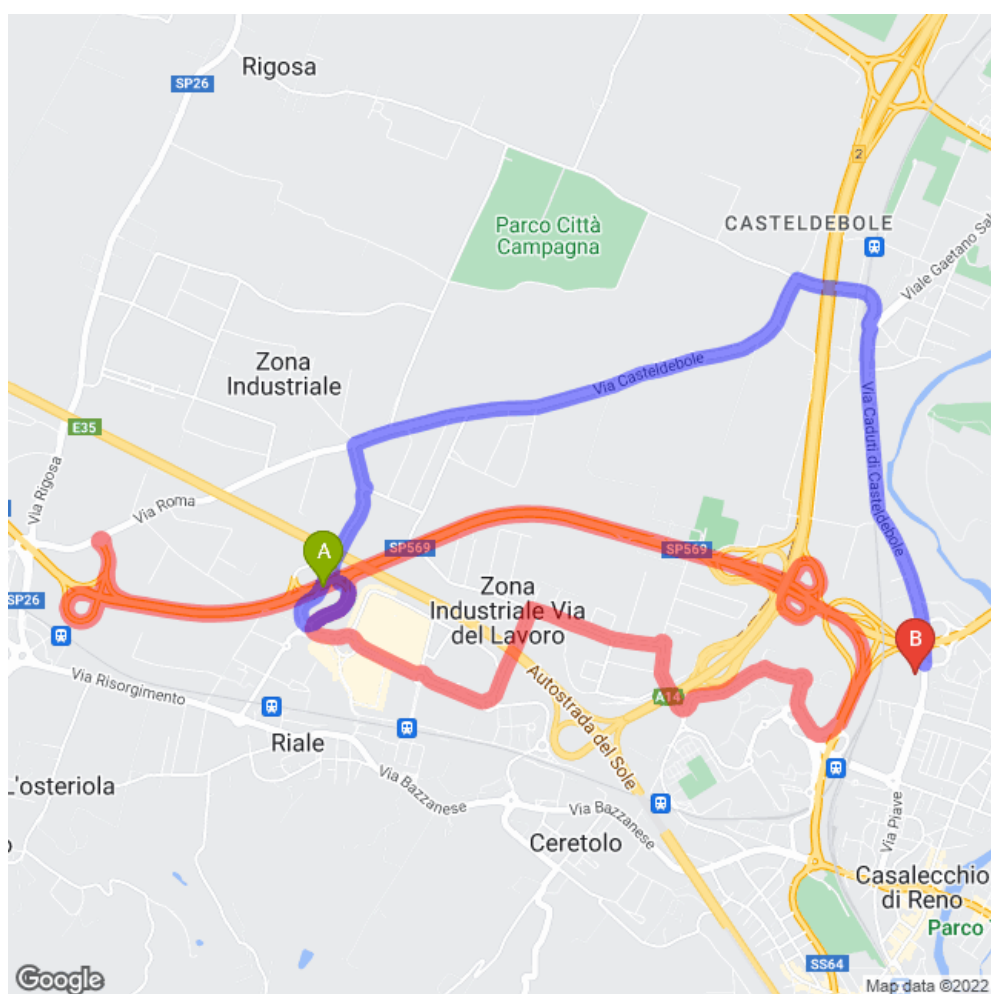 Rigosa
SP26
2
CASTELDEBOLE
Parco Città
Campagna
Viale Gaetano Sal
Zona
Industriale
Via Casteldebole
E35
Via Caduti di Casteldebole
Via Rigosa
Via Roma
A
SP569
SP569
Zona
Industriale Via
del Lavoro
SP26
B
Via Risorgimento
A14
Autostrada del Sole
Riale
L'osteriola
Via Bazzanese
Via Bazzanese
Via Piave
Ceretolo
Casalecchio
di Reno
Parco
SS64
Google
Map data ©2022